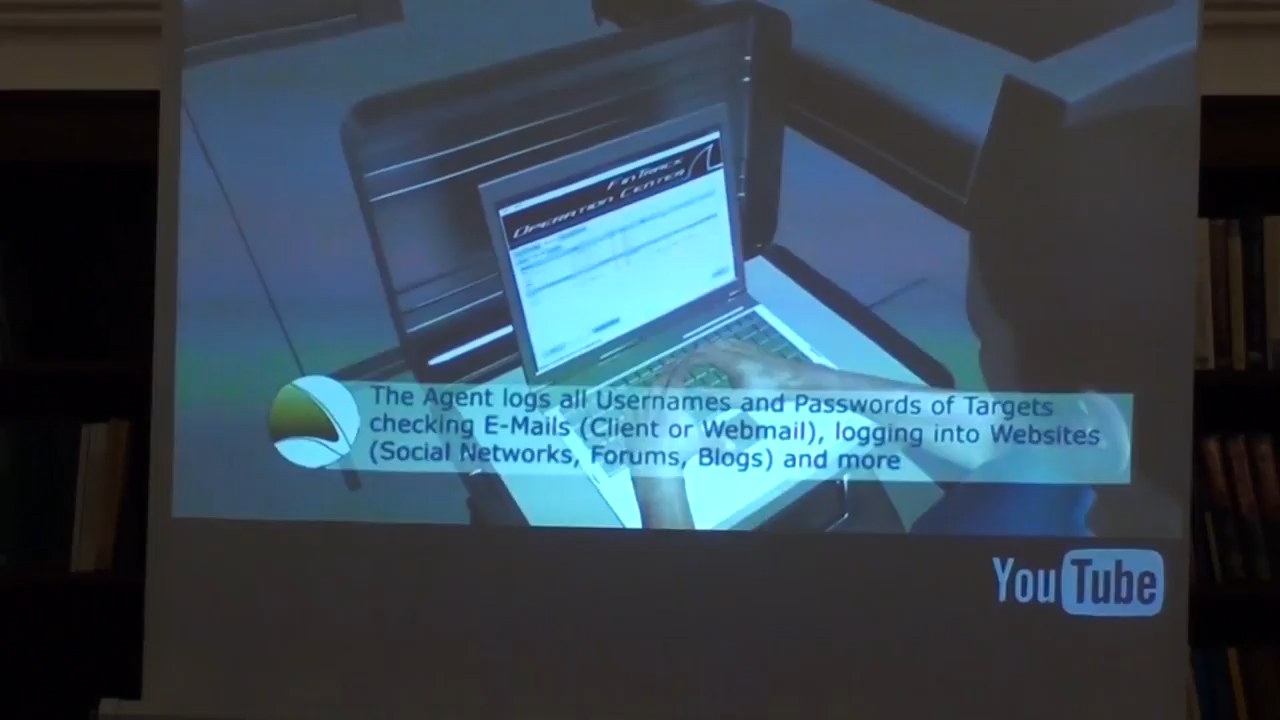 FinTrack
Operation Center
The Agent logs all Usernames and Passwords of Targets
checking E-Mails (Client or Webmail), logging into Websites
(Social Networks, Forums, Blogs) and more
YouTube